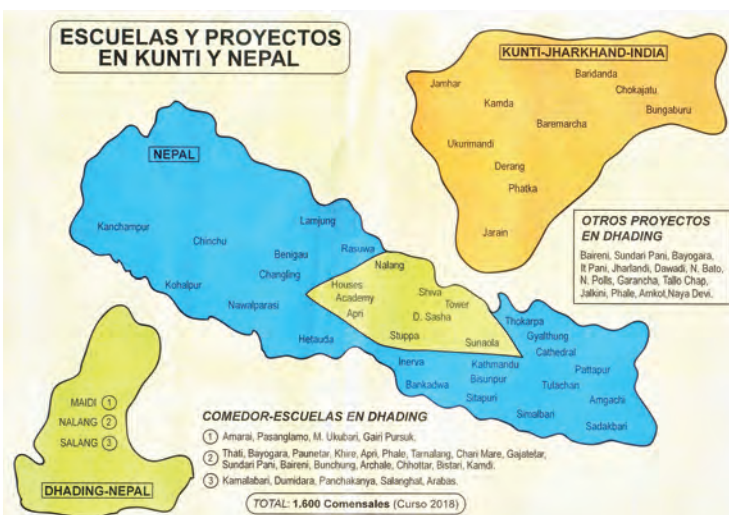 ESCUELAS Y PROYECTOS
EN KUNTI Y NEPAL
KUNTI-JHARKHAND-INDIA
Jamhar
Baridanda
Chokajatu
Kamda
Bungaburu
Baremarcha
Ukurimandi
Derang
Phatka
Jarain
NEPAL
Kanchampur
Chinchu
Lamjung
Benigau
Rasuwa
Changling
Kohalpur
Nawalparasi
Hetauda
Nalang
Houses
Academy
Apri
Shiva
Tower
D. Sasha
Stuppa
Sunaola
Thokarpa
Gyalthung
Cathedral
Inerva
Kathmandu
Pattapur
Bankadwa
Bisunpur
Tulachan
Sitapuri
Amgachi
Simalbari
Sadakbari
OTROS PROYECTOS
EN DHADING
Baireni, Sundari Pani, Bayogara,
It Pani, Jharlandi, Dawadi, N. Bato,
N. Polls, Garancha, Tallo Chap,
Jalkini, Phale, Amkot,Naya Devi.
MAIDI 1
NALANG 2
SALANG 3
DHADING-NEPAL
COMEDOR-ESCUELAS EN DHADING
1 Amarai, Pasanglamo, M. Ukubari, Gairi Pursuk.
2 Thati, Bayogara, Paunetar, Khire, Apri, Phale, Tamalang, Chari Mare, Gajatelar,
Sundari Pani, Baireni, Bunchung, Archale, Chhottar, Bistari, Kamdi.
3 Kamalabari, Dumidara, Panchakanya, Salanghat, Arabas.
TOTAL: 1.600 Comensales (Curso 2018)